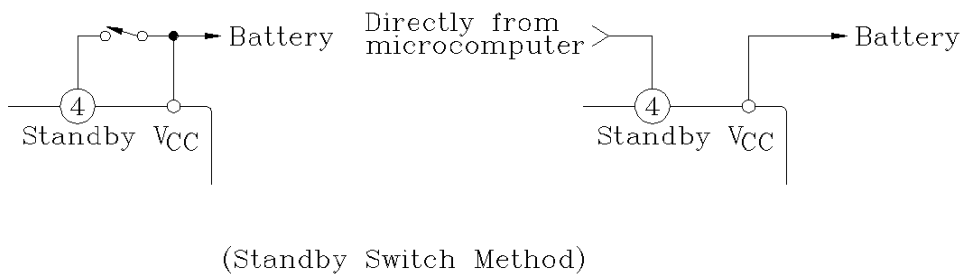 Battery
4
Standby VCC
Directly from
microcomputer
Battery
4
Standby VCC
(Standby Switch Method)